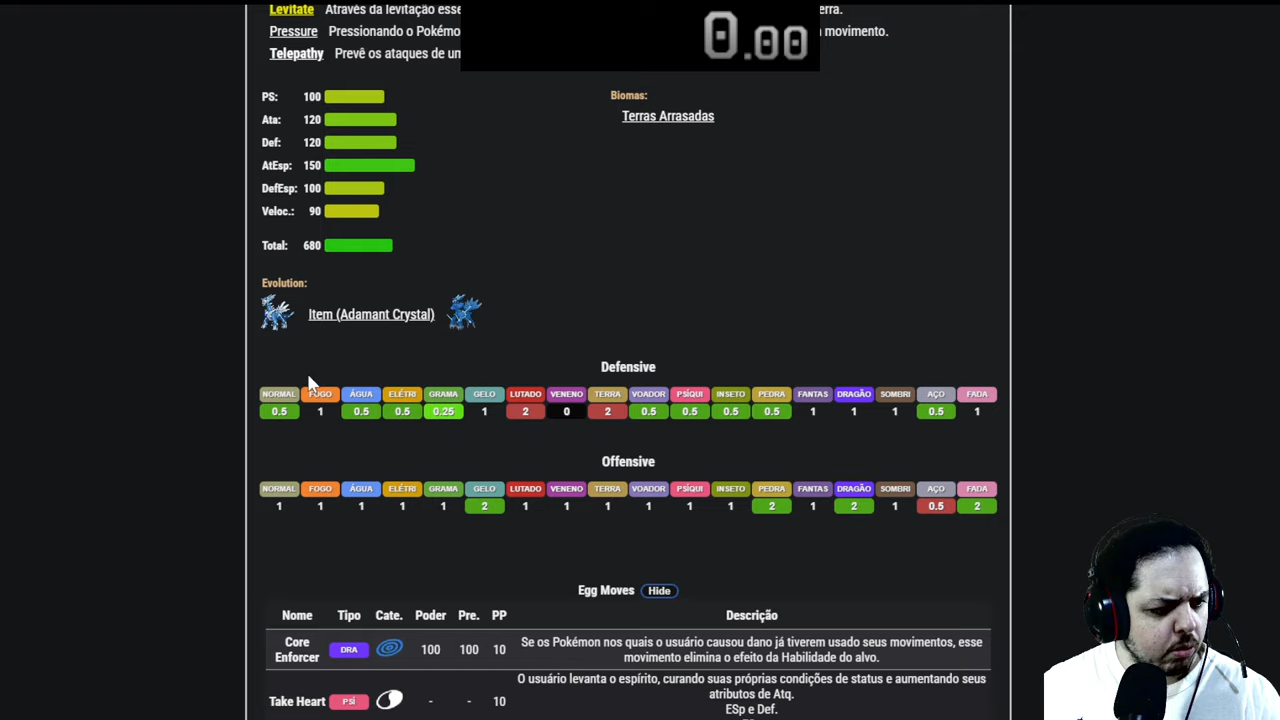 Levitate Através da levitação esse rra.
Pressure Pressionando o Pokémo movimento.
Telepathy Prevê os ataques de um
0.00
PS: 100
Ata: 120
Def: 120
AtEsp: 150
DefEsp: 100
Veloc.: 90
Total: 680
Biomas:
Terras Arrasadas
Evolution:
Item (Adamant Crystal)
Defensive
NORMAL FOGO ÁGUA ELÉTRI GRAMA GELO LUTADO VENENO TERRA VOADOR PSÍQUI INSETO PEDRA FANTAS DRAGÃO SOMBRI AÇO FADA
0.5 1 0.5 0.5 0.25 1 2 0 2 0.5 0.5 0.5 0.5 1 1 1 0.5 1
Offensive
NORMAL FOGO ÁGUA ELÉTRI GRAMA GELO LUTADO VENENO TERRA VOADOR PSÍQUI INSETO PEDRA FANTAS DRAGÃO SOMBRI AÇO FADA
1 1 1 1 1 2 1 1 1 1 1 1 2 1 2 1 0.5 2
Egg Moves Hide
Nome Tipo Cate. Poder Pre. PP Descrição
Core Enforcer DRA 100 100 10 Se os Pokémon nos quais o usuário causou dano já tiverem usado seus movimentos, esse
movimento elimina o efeito da Habilidade do alvo.
Take Heart PSÍ - - 10 O usuário levanta o espírito, curando suas próprias condições de status e aumentando seus
atributos de Atq.
ESp e Def.